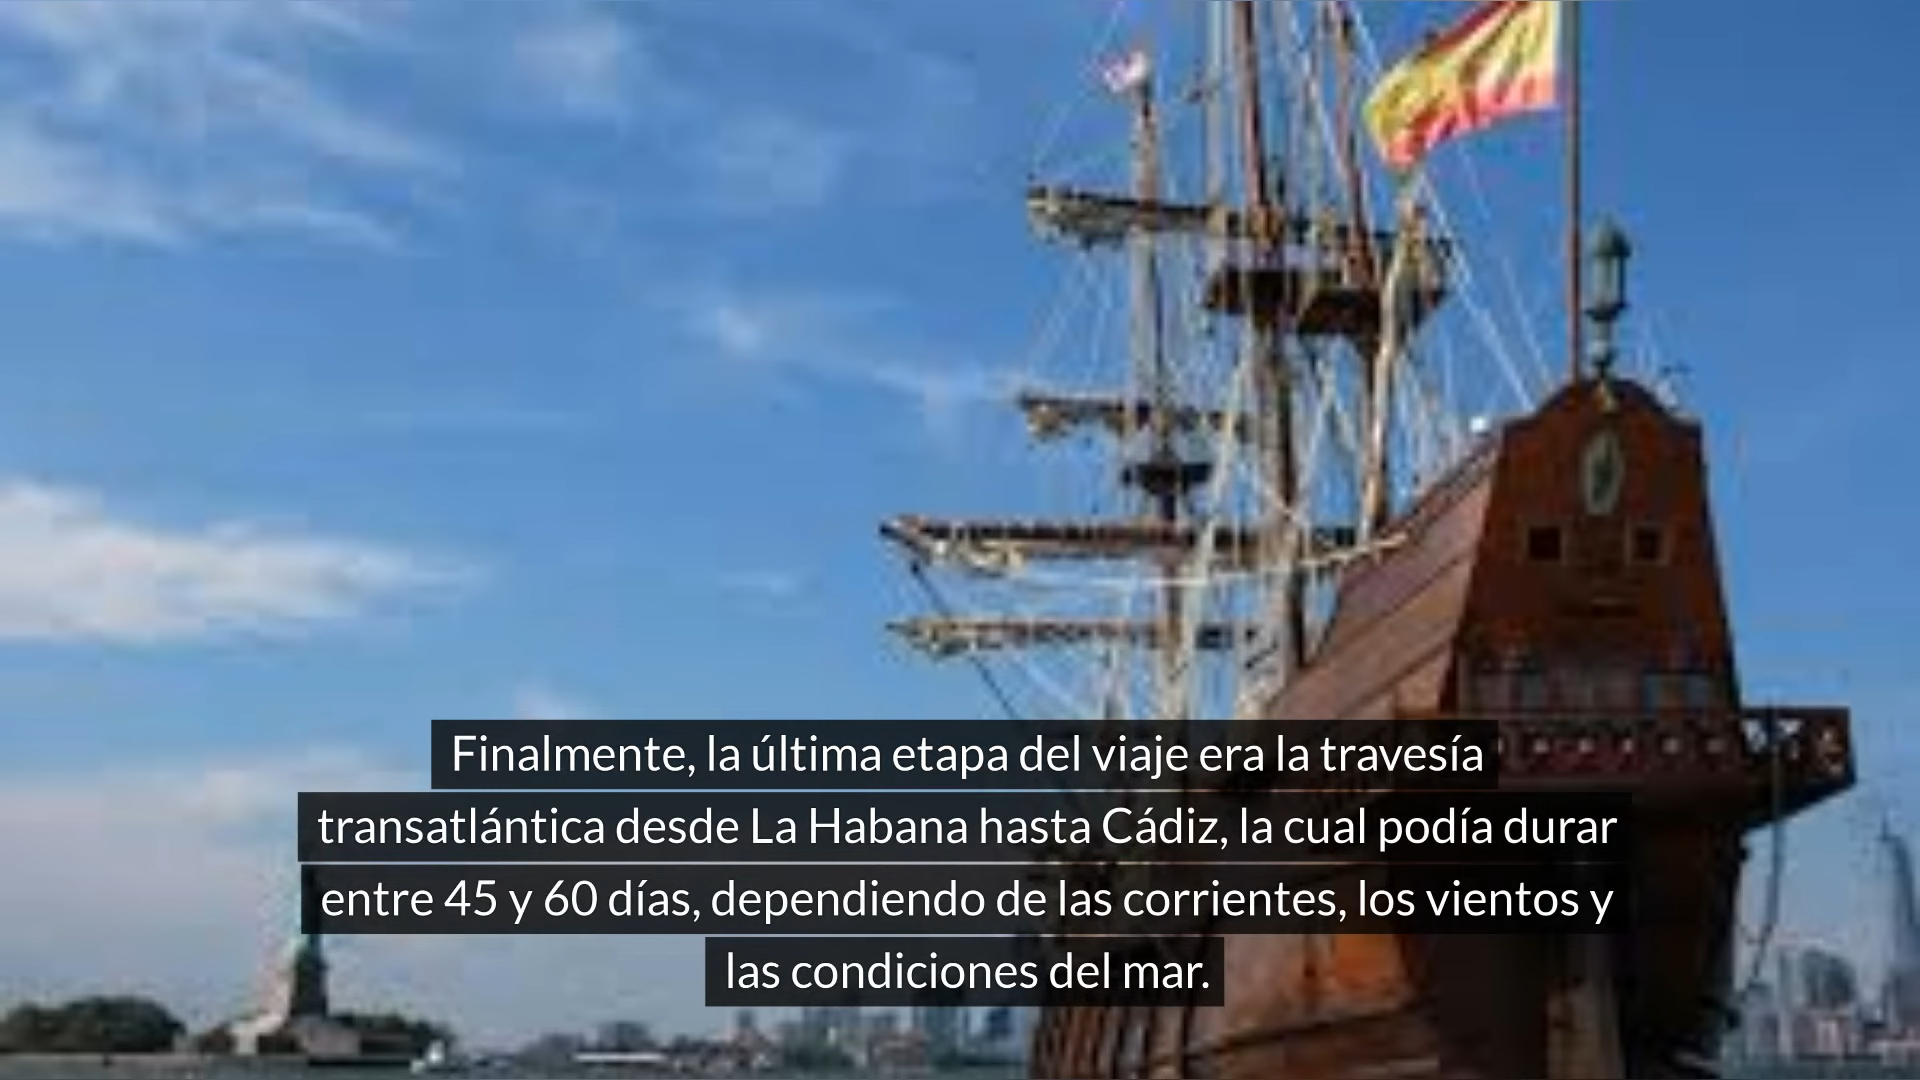 Finalmente, la última etapa del viaje era la travesía
transatlántica desde La Habana hasta Cádiz, la cual podía durar
entre 45 y 60 días, dependiendo de las corrientes, los vientos y
las condiciones del mar.